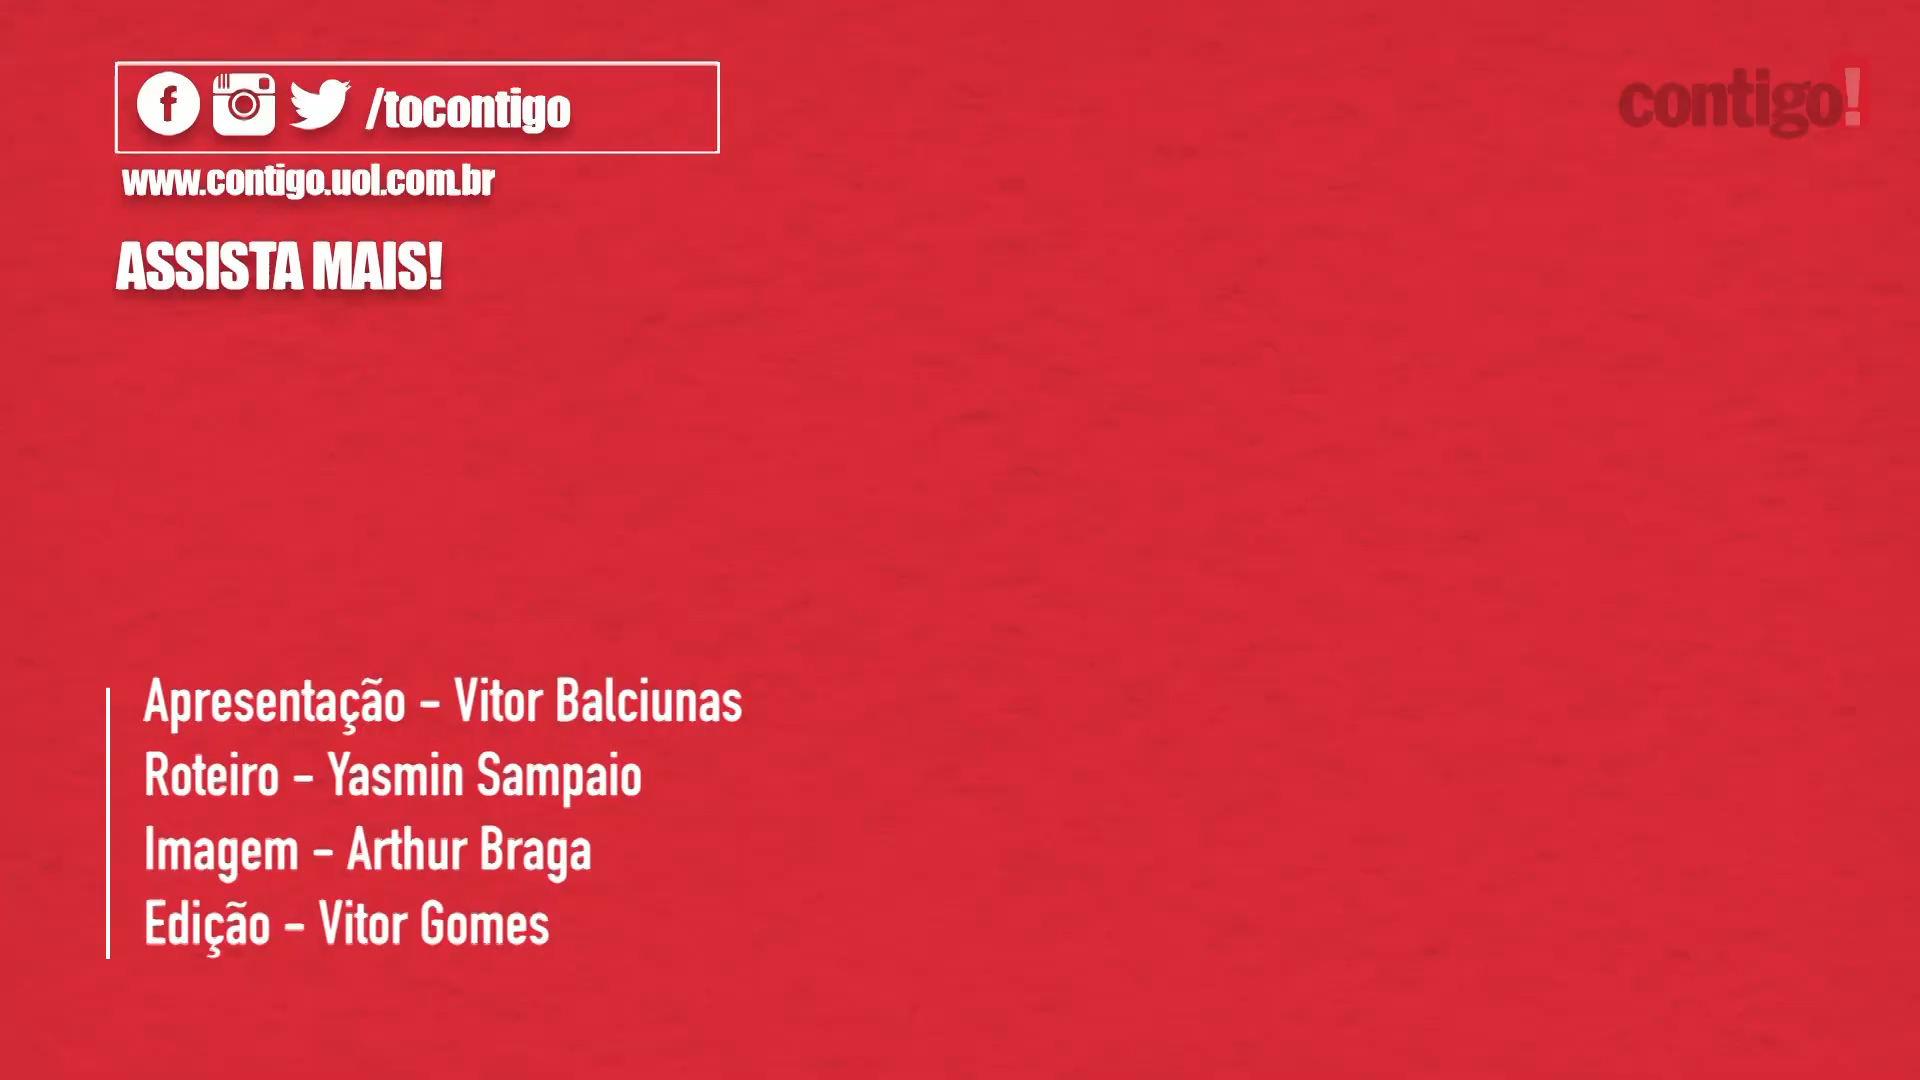 /tocontigo
contigo!
www.contigo.uol.com.br
ASSISTA MAIS!
Apresentação - Vitor Balciunas
Roteiro - Yasmin Sampaio
Imagem - Arthur Braga
Edição - Vitor Gomes